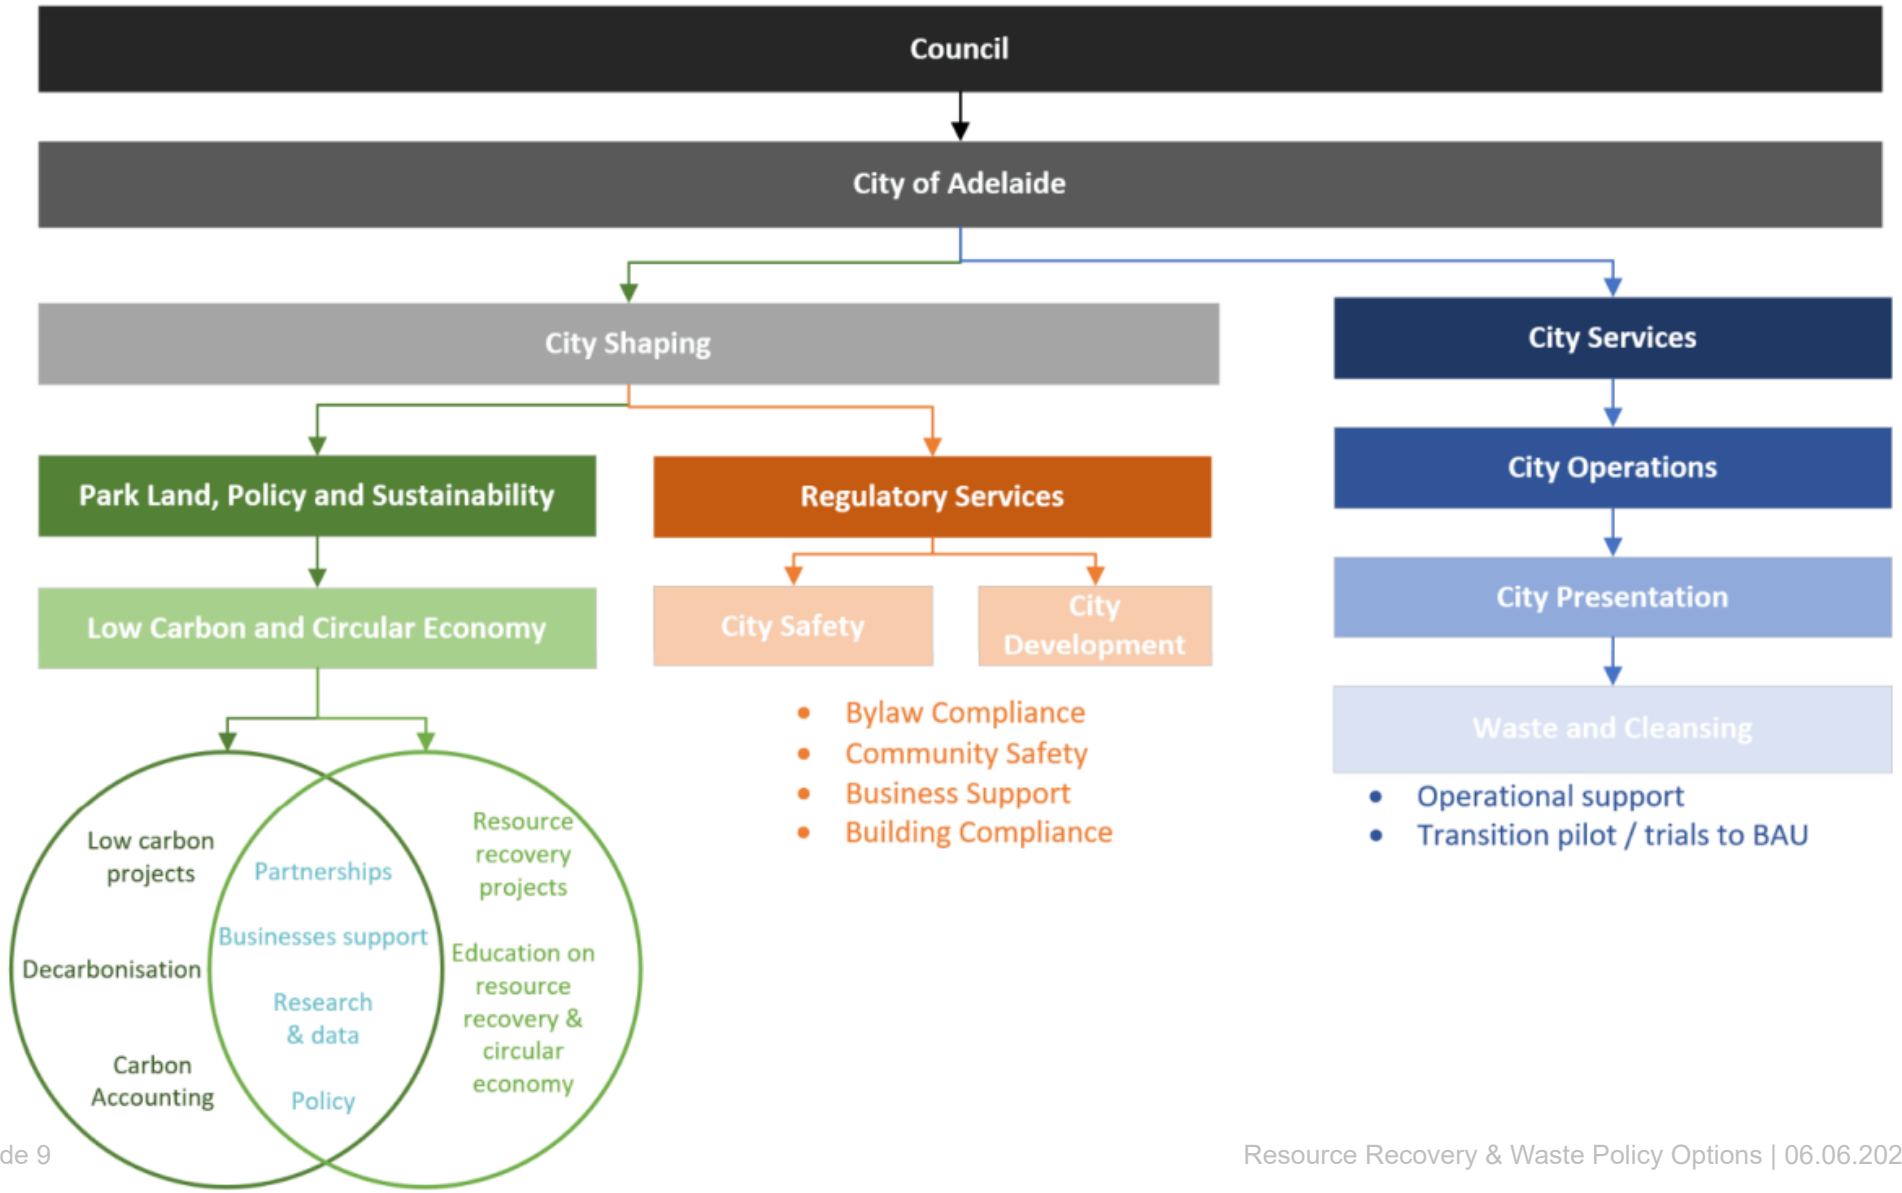 Council
City of Adelaide
City Shaping
City Services
Park Land, Policy and Sustainability
Regulatory Services
City Operations
Low Carbon and Circular Economy
City Safety
City
Development
City Presentation
Waste and Cleansing
• Bylaw Compliance
• Community Safety
• Business Support
• Building Compliance
• Operational support
• Transition pilot / trials to BAU
Low carbon
projects
Decarbonisation
Carbon
Accounting
Partnerships
Businesses support
Research
& data
Policy
Resource
recovery
projects
Education on
resource
recovery &
circular
economy
de 9
Resource Recovery & Waste Policy Options | 06.06.202